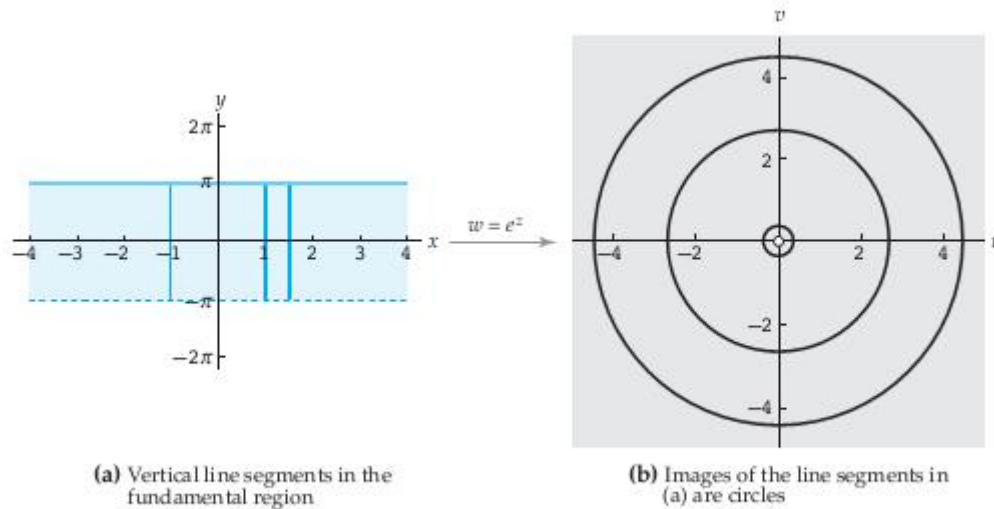 v
y
2π
π
−4 −3 −2 −1 1 2 3 4 x
−π
−2π
w = e^z
4
2
−4 −2 2 4
−2
−4
(a) Vertical line segments in the
fundamental region
(b) Images of the line segments in
(a) are circles